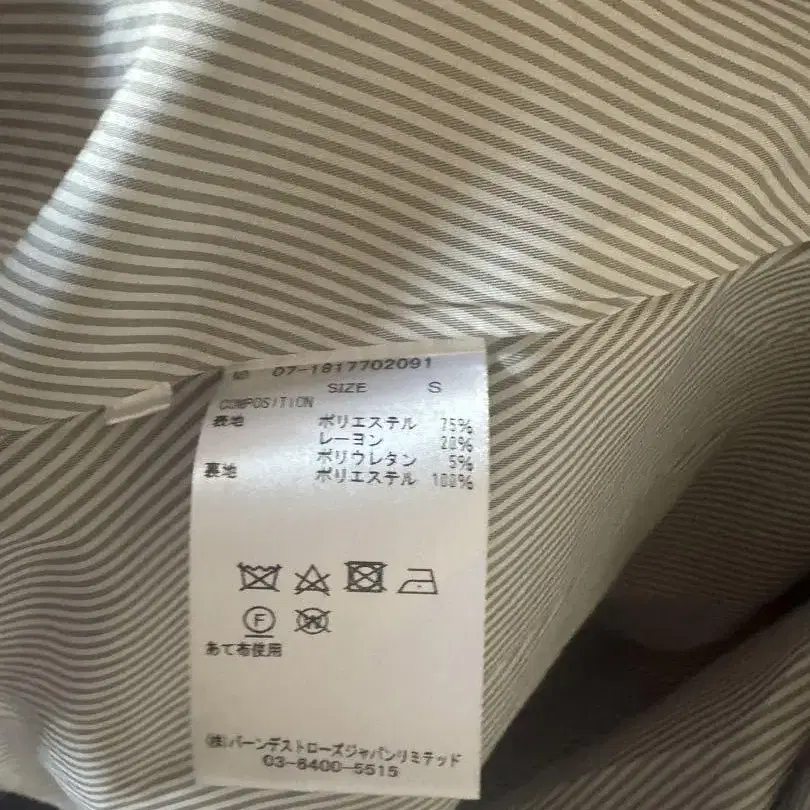 07-1817702091
SIZE S
COMPOSITION
表地 ポリエステル 75%
レーヨン 20%
ポリウレタン 5%
裏地 ポリエステル 100%
F
W
あて布使用
(株)バーンデストローズジャパンリミテッド
03-6400-5515